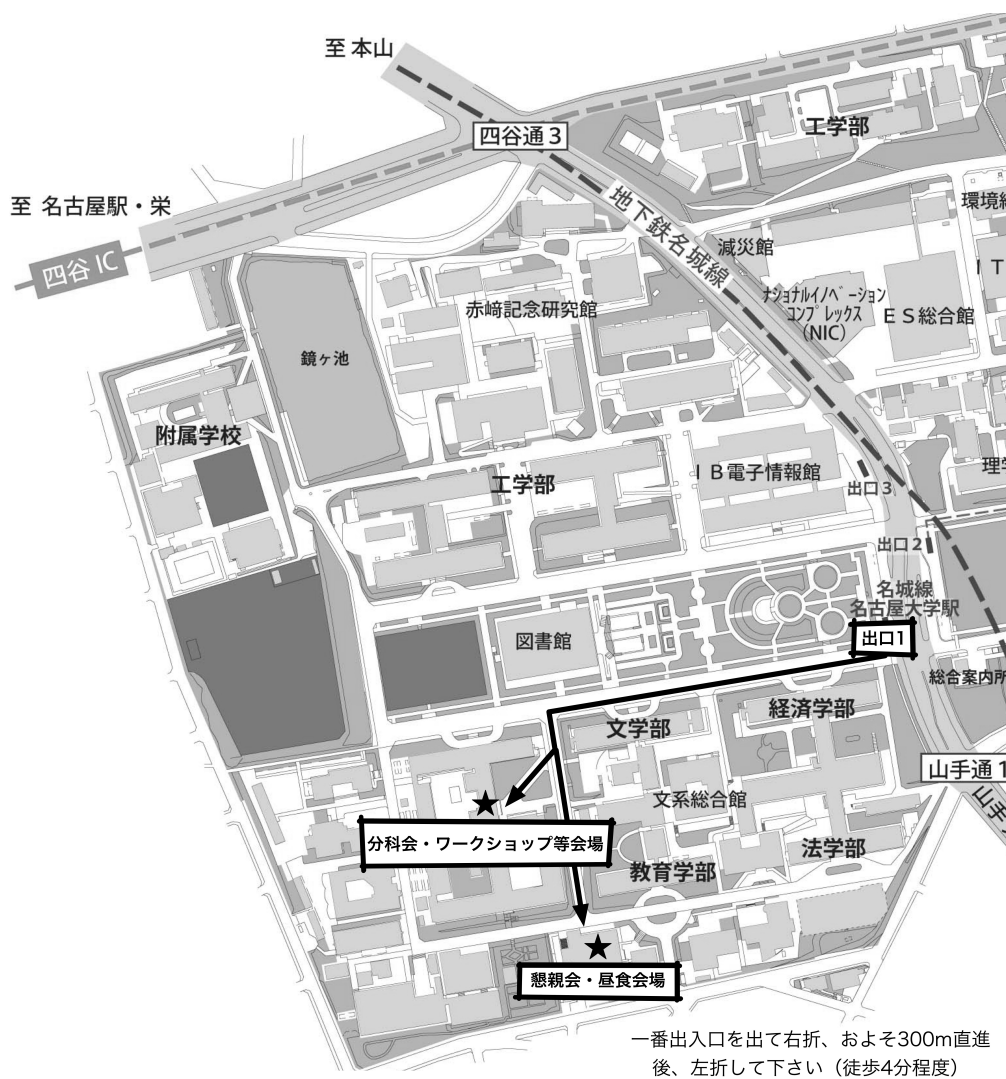 至 本山
四谷通 3
工学部
至 名古屋駅・栄
四谷 IC
地下鉄名城線
環境総
減災館
IT
ナショナルイノベーション
コンプレックス
(NIC)
ES総合館
赤﨑記念研究館
鏡ヶ池
附属学校
工学部
IB電子情報館
理学
出口3
出口2
名城線
名古屋大学駅
出口1
図書館
総合案内所
経済学部
文学部
山手通 1
山手
文系総合館
分科会・ワークショップ等会場
法学部
教育学部
懇親会・昼食会場
一番出入口を出て右折、およそ300m直進
後、左折して下さい（徒歩4分程度）